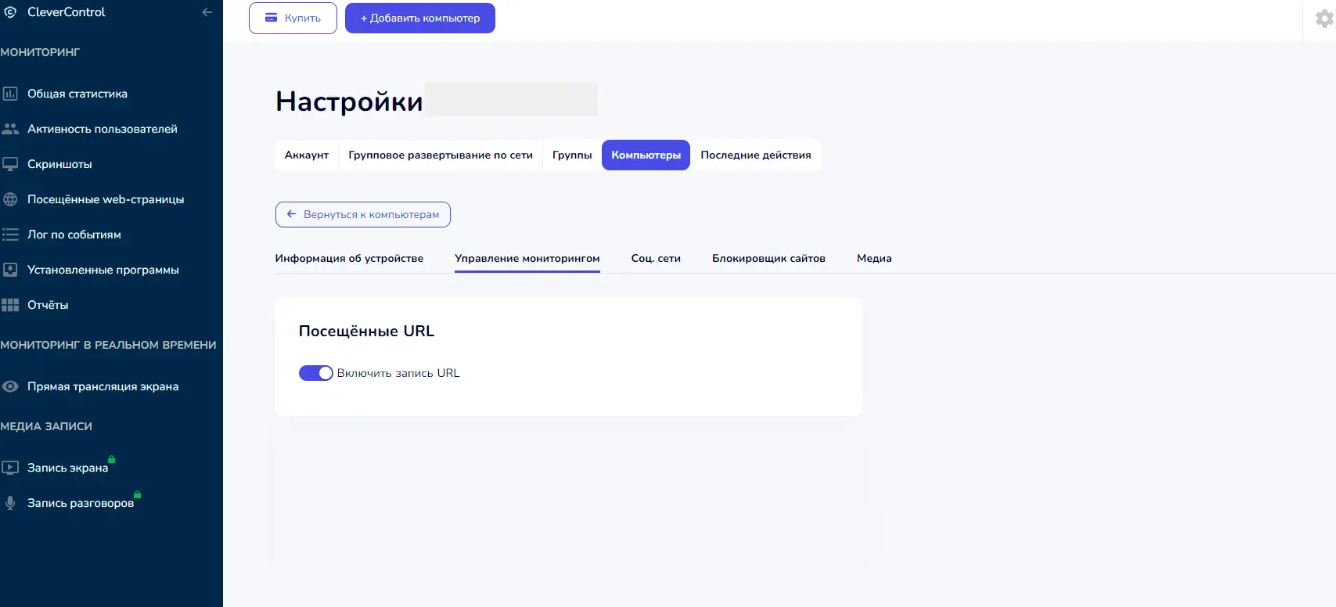 CleverControl
Купить
+ Добавить компьютер
МОНИТОРИНГ
Общая статистика
Активность пользователей
Скриншоты
Посещённые web-страницы
Лог по событиям
Установленные программы
Отчёты
МОНИТОРИНГ В РЕАЛЬНОМ ВРЕМЕНИ
Прямая трансляция экрана
МЕДИА ЗАПИСИ
Запись экрана
Запись разговоров
Настройки
Аккаунт
Групповое развертывание по сети
Группы
Компьютеры
Последние действия
Вернуться к компьютерам
Информация об устройстве
Управление мониторингом
Соц. сети
Блокировщик сайтов
Медиа
Посещённые URL
Включить запись URL